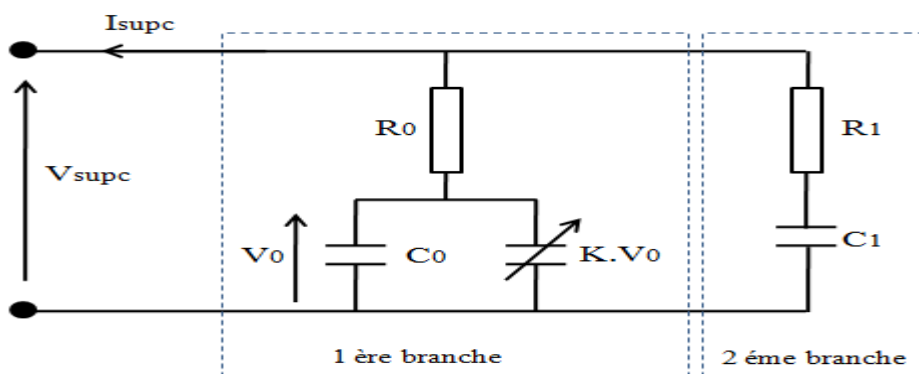 Isupc
R0
R1
Vsupc
V0
C0
K.V0
C1
1 ère branche
2 éme branche